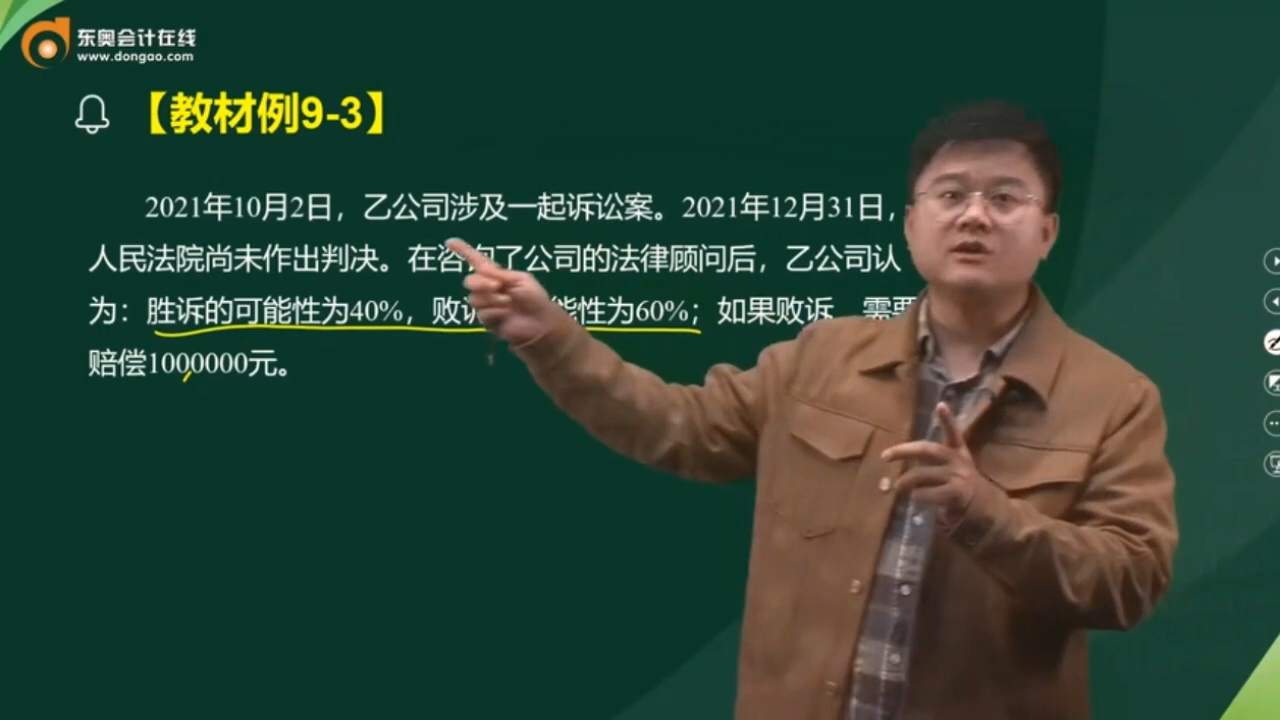 东奥会计在线
www.dongao.com
【教材例9-3】
2021年10月2日，乙公司涉及一起诉讼案。2021年12月31日，
人民法院尚未作出判决。在咨询了公司的法律顾问后，乙公司认
为：胜诉的可能性为40%，败诉 能性为60%；如果败诉 需要
赔偿1000000元。